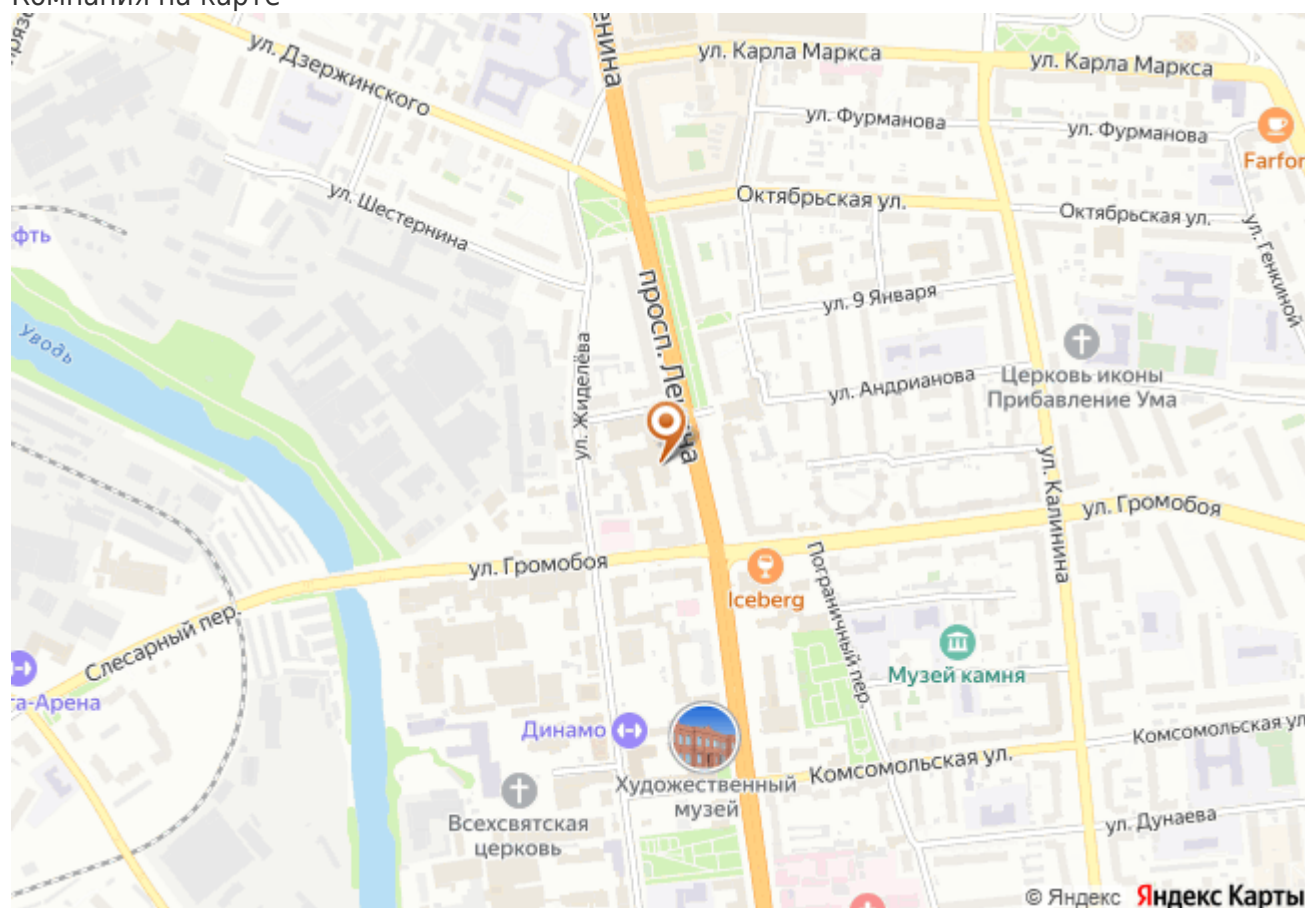 Компания на карте
ул. Дзержинского
ул. Карла Маркса
ул. Карла Маркса
ул. Фурманова
ул. Фурманова
Farfor
ул. Шестернина
Октябрьская ул.
Октябрьская ул.
ул. Генкиной
ул. 9 Января
Уводь
ул. Жиделёва
ул. Андрианова
Церковь иконы
Прибавление Ума
ул. Калинина
ул. Громобоя
ул. Громобоя
Iceberg
Пограничный пер.
Слесарный пер.
Музей камня
Динамо
Художественный
музей
Комсомольская ул.
Комсомольская ул
Всехсвятская
церковь
ул. Дунаева
© Яндекс Яндекс Карты